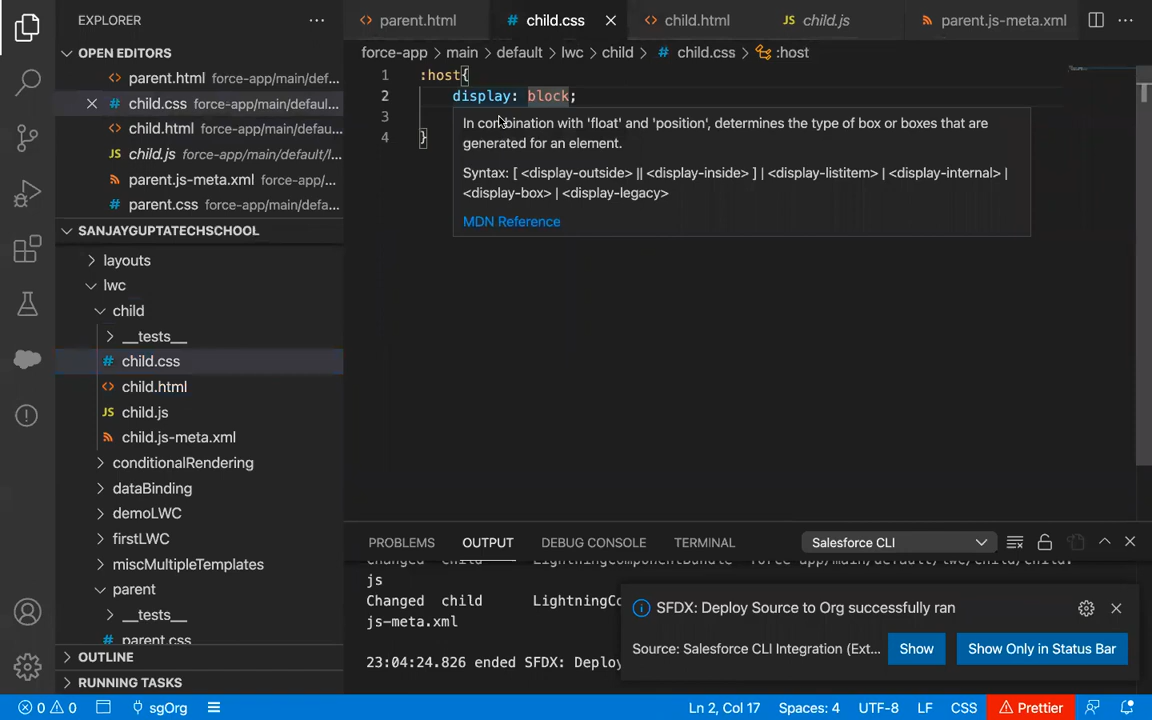 EXPLORER
OPEN EDITORS
parent.html force-app/main/def...
child.css force-app/main/defaul...
child.html force-app/main/defau...
child.js force-app/main/default/l...
parent.js-meta.xml force-app/...
parent.css force-app/main/defa...
SANJAYGUPTATECHSCHOOL
layouts
lwc
child
__tests__
child.css
child.html
child.js
child.js-meta.xml
conditionalRendering
dataBinding
demoLWC
firstLWC
miscMultipleTemplates
parent
__tests__
parent.css
OUTLINE
RUNNING TASKS
parent.html
child.css
child.html
JS child.js
parent.js-meta.xml
force-app > main > default > lwc > child > # child.css > :host
1 :host{
2 display: block;
3
4 }
In combination with 'float' and 'position', determines the type of box or boxes that are
generated for an element.
Syntax: [ <display-outside> || <display-inside> ] | <display-listitem> | <display-internal> |
<display-box> | <display-legacy>
MDN Reference
PROBLEMS OUTPUT DEBUG CONSOLE TERMINAL Salesforce CLI
js
Changed child LightningCo
js-meta.xml
23:04:24.826 ended SFDX: Deploy
SFDX: Deploy Source to Org successfully ran
Source: Salesforce CLI Integration (Ext... Show Show Only in Status Bar
0 0 sgOrg Ln 2, Col 17 Spaces: 4 UTF-8 LF CSS Prettier